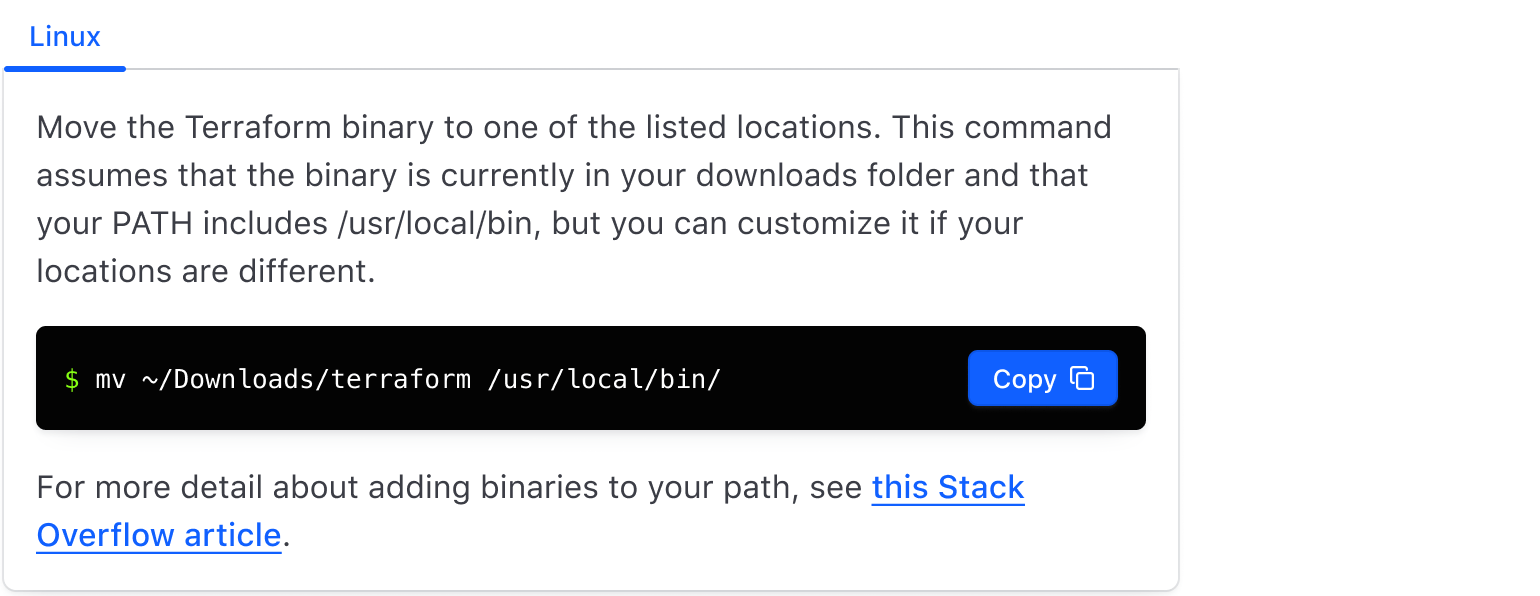 Linux
Move the Terraform binary to one of the listed locations. This command
assumes that the binary is currently in your downloads folder and that
your PATH includes /usr/local/bin, but you can customize it if your
locations are different.
$ mv ~/Downloads/terraform /usr/local/bin/
Copy
For more detail about adding binaries to your path, see this Stack
Overflow article.